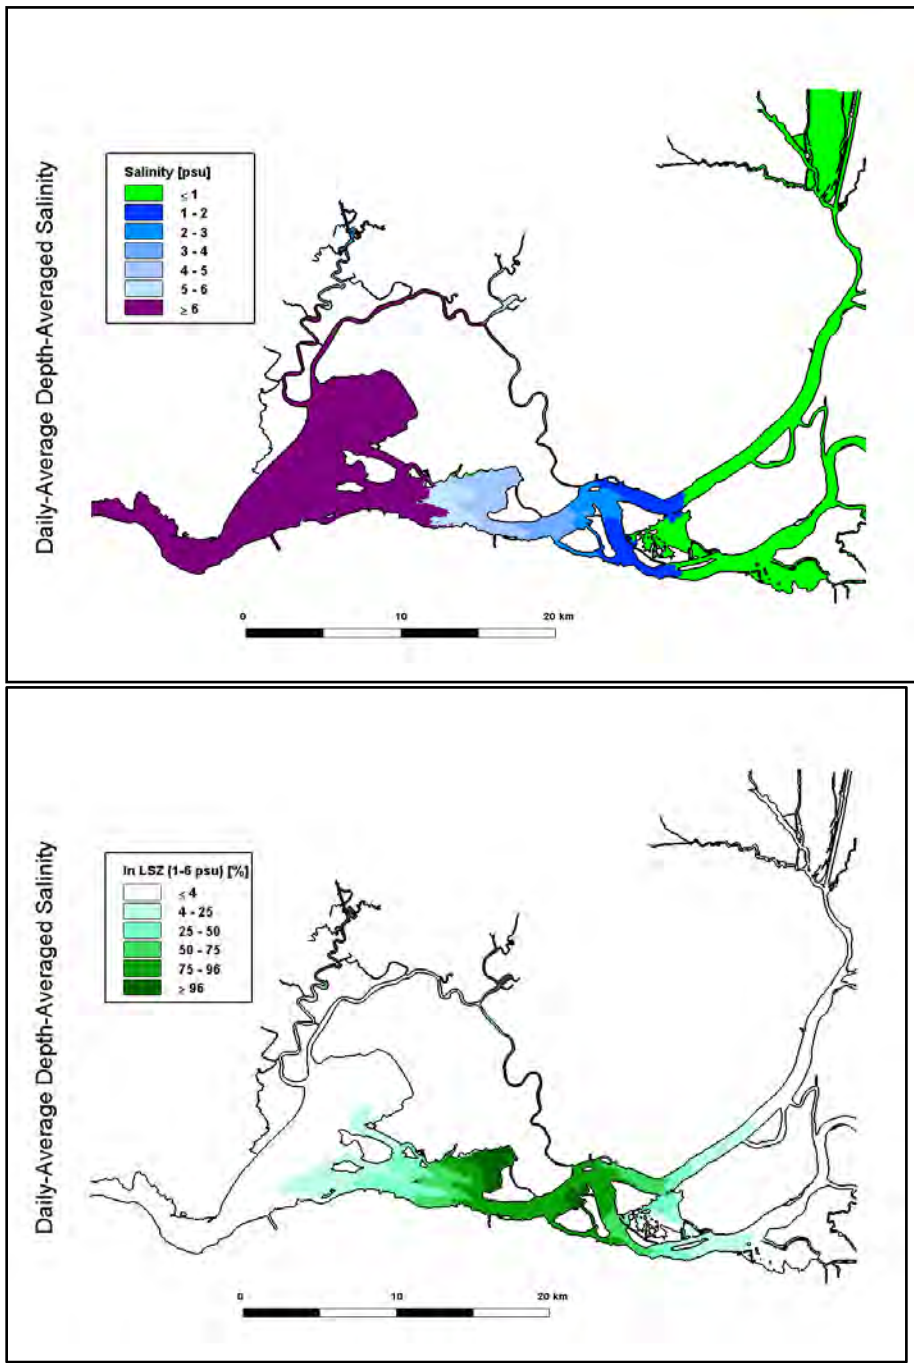 Daily-Average Depth-Averaged Salinity
Salinity [psu]
≤ 1
1 - 2
2 - 3
3 - 4
4 - 5
5 - 6
≥ 6
0 10 20 km
Daily-Average Depth-Averaged Salinity
In LSZ (1-6 psu) [%]
≤ 4
4 - 25
25 - 50
50 - 75
75 - 96
≥ 96
0 10 20 km